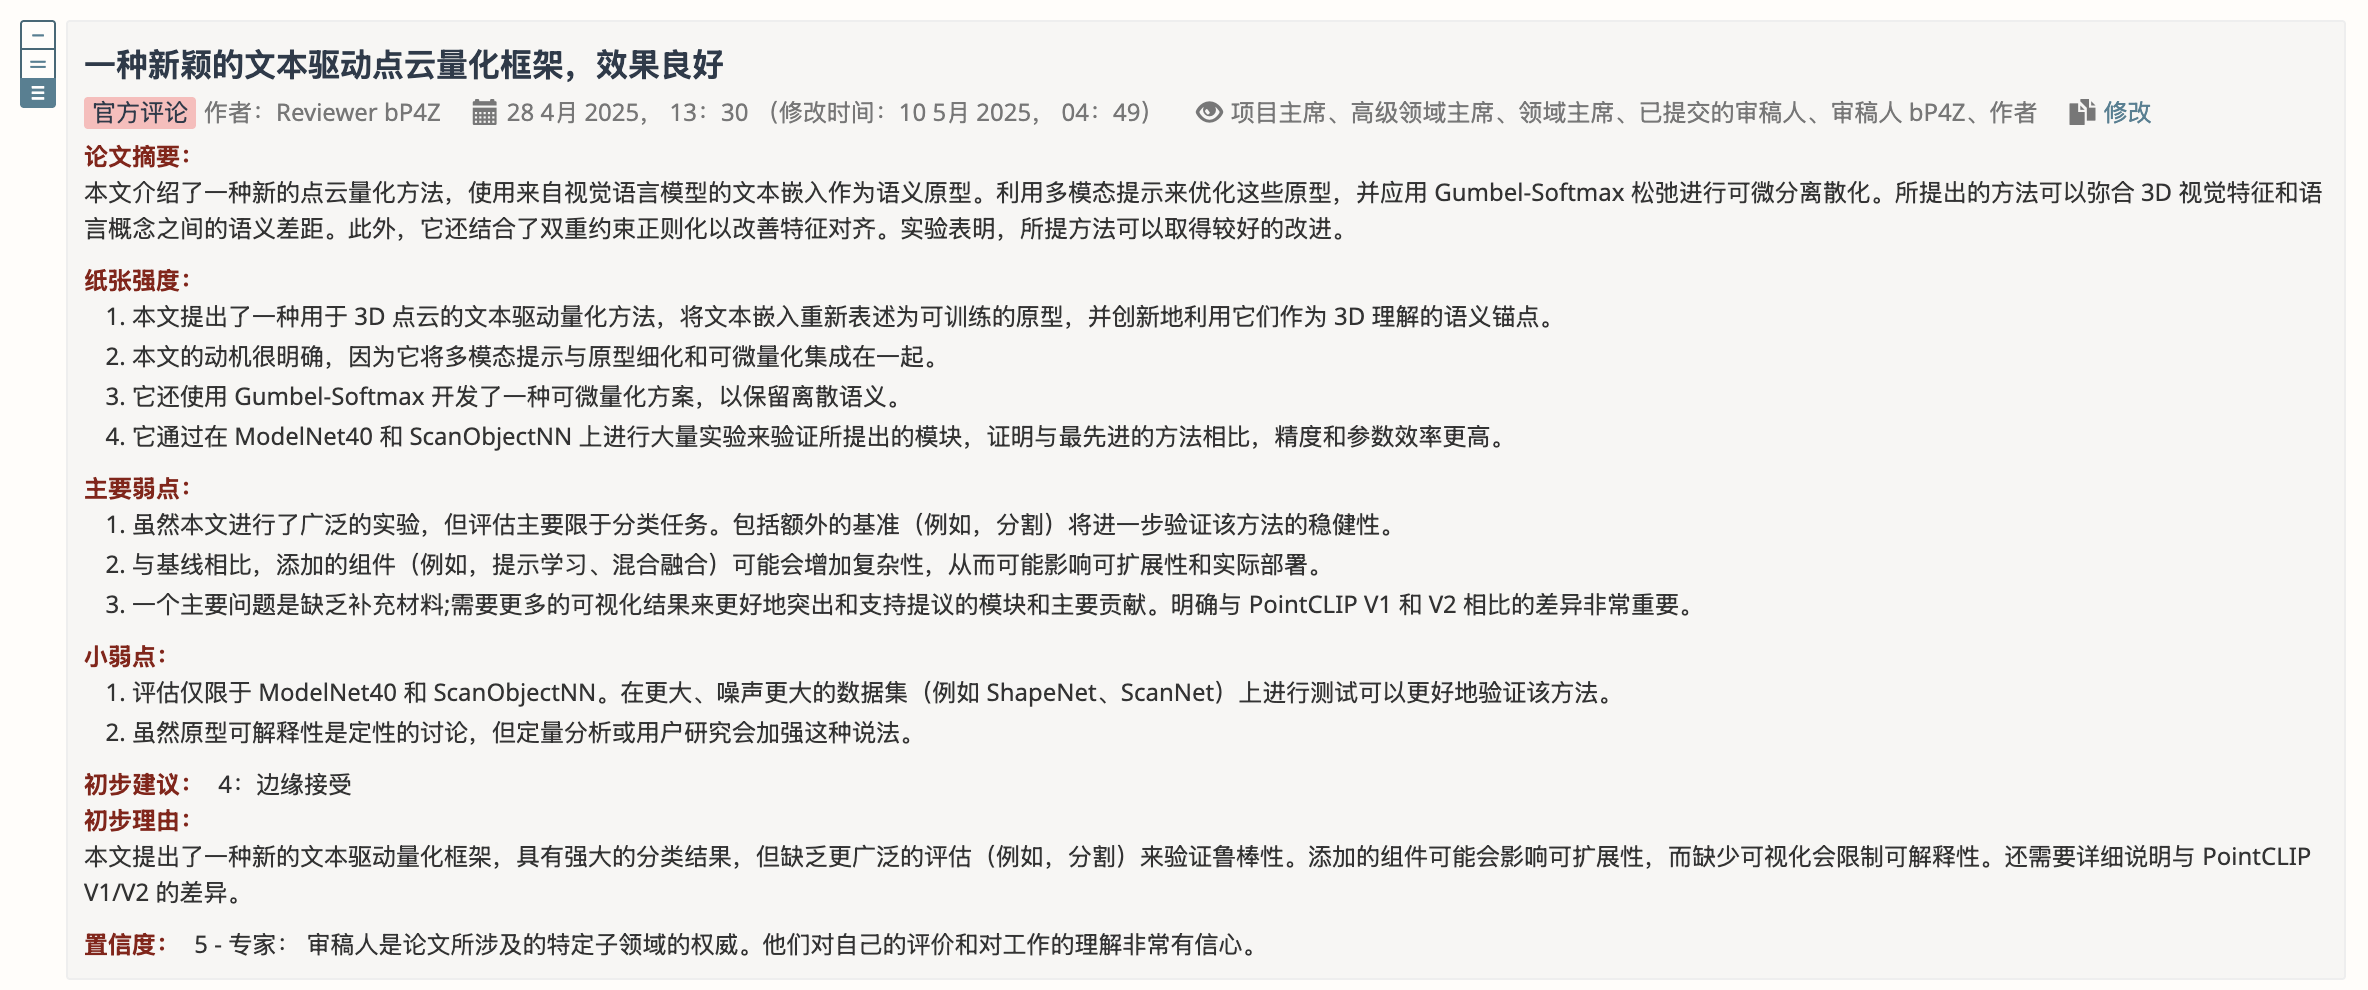 一种新颖的文本驱动点云量化框架，效果良好
官方评论 作者：Reviewer bP4Z 28 4月 2025， 13：30 （修改时间：10 5月 2025， 04：49） 项目主席、高级领域主席、领域主席、已提交的审稿人、审稿人 bP4Z、作者 修改
论文摘要：
本文介绍了一种新的点云量化方法，使用来自视觉语言模型的文本嵌入作为语义原型。利用多模态提示来优化这些原型，并应用 Gumbel-Softmax 松弛进行可微分离散化。所提出的方法可以弥合 3D 视觉特征和语
言概念之间的语义差距。此外，它还结合了双重约束正则化以改善特征对齐。实验表明，所提方法可以取得较好的改进。
纸张强度：
1. 本文提出了一种用于 3D 点云的文本驱动量化方法，将文本嵌入重新表述为可训练的原型，并创新地利用它们作为 3D 理解的语义锚点。
2. 本文的动机很明确，因为它将多模态提示与原型细化和可微量化集成在一起。
3. 它还使用 Gumbel-Softmax 开发了一种可微量化方案，以保留离散语义。
4. 它通过在 ModelNet40 和 ScanObjectNN 上进行大量实验来验证所提出的模块，证明与最先进的方法相比，精度和参数效率更高。
主要弱点：
1. 虽然本文进行了广泛的实验，但评估主要限于分类任务。包括额外的基准（例如，分割）将进一步验证该方法的稳健性。
2. 与基线相比，添加的组件（例如，提示学习、混合融合）可能会增加复杂性，从而可能影响可扩展性和实际部署。
3. 一个主要问题是缺乏补充材料;需要更多的可视化结果来更好地突出和支持提议的模块和主要贡献。明确与 PointCLIP V1 和 V2 相比的差异非常重要。
小弱点：
1. 评估仅限于 ModelNet40 和 ScanObjectNN。在更大、噪声更大的数据集（例如 ShapeNet、ScanNet）上进行测试可以更好地验证该方法。
2. 虽然原型可解释性是定性的讨论，但定量分析或用户研究会加强这种说法。
初步建议： 4：边缘接受
初步理由：
本文提出了一种新的文本驱动量化框架，具有强大的分类结果，但缺乏更广泛的评估（例如，分割）来验证鲁棒性。添加的组件可能会影响可扩展性，而缺少可视化会限制可解释性。还需要详细说明与 PointCLIP
V1/V2 的差异。
置信度： 5 - 专家： 审稿人是论文所涉及的特定子领域的权威。他们对自己的评价和对工作的理解非常有信心。